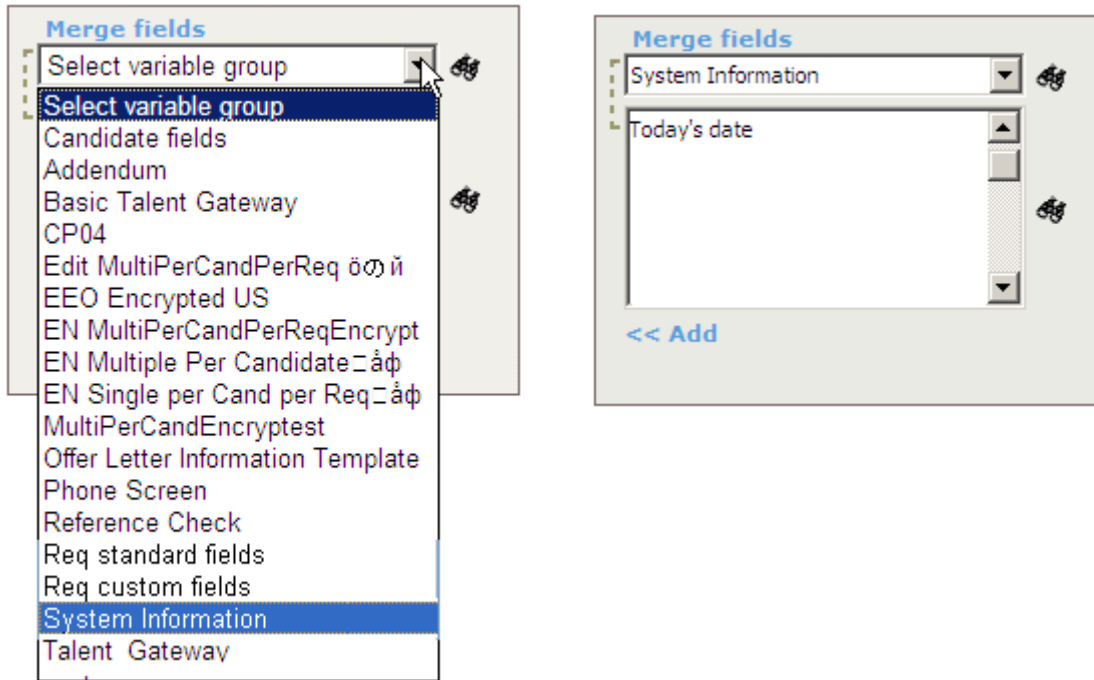 Merge fields
Select variable group
Select variable group
Candidate fields
Addendum
Basic Talent Gateway
CP04
Edit MultiPerCandPerReq öのй
EEO Encrypted US
EN MultiPerCandPerReqEncrypt
EN Multiple Per Candidateニåф
EN Single per Cand per Reqニåф
MultiPerCandEncryptest
Offer Letter Information Template
Phone Screen
Reference Check
Req standard fields
Req custom fields
System Information
Talent Gateway
Merge fields
System Information
Today's date
<< Add